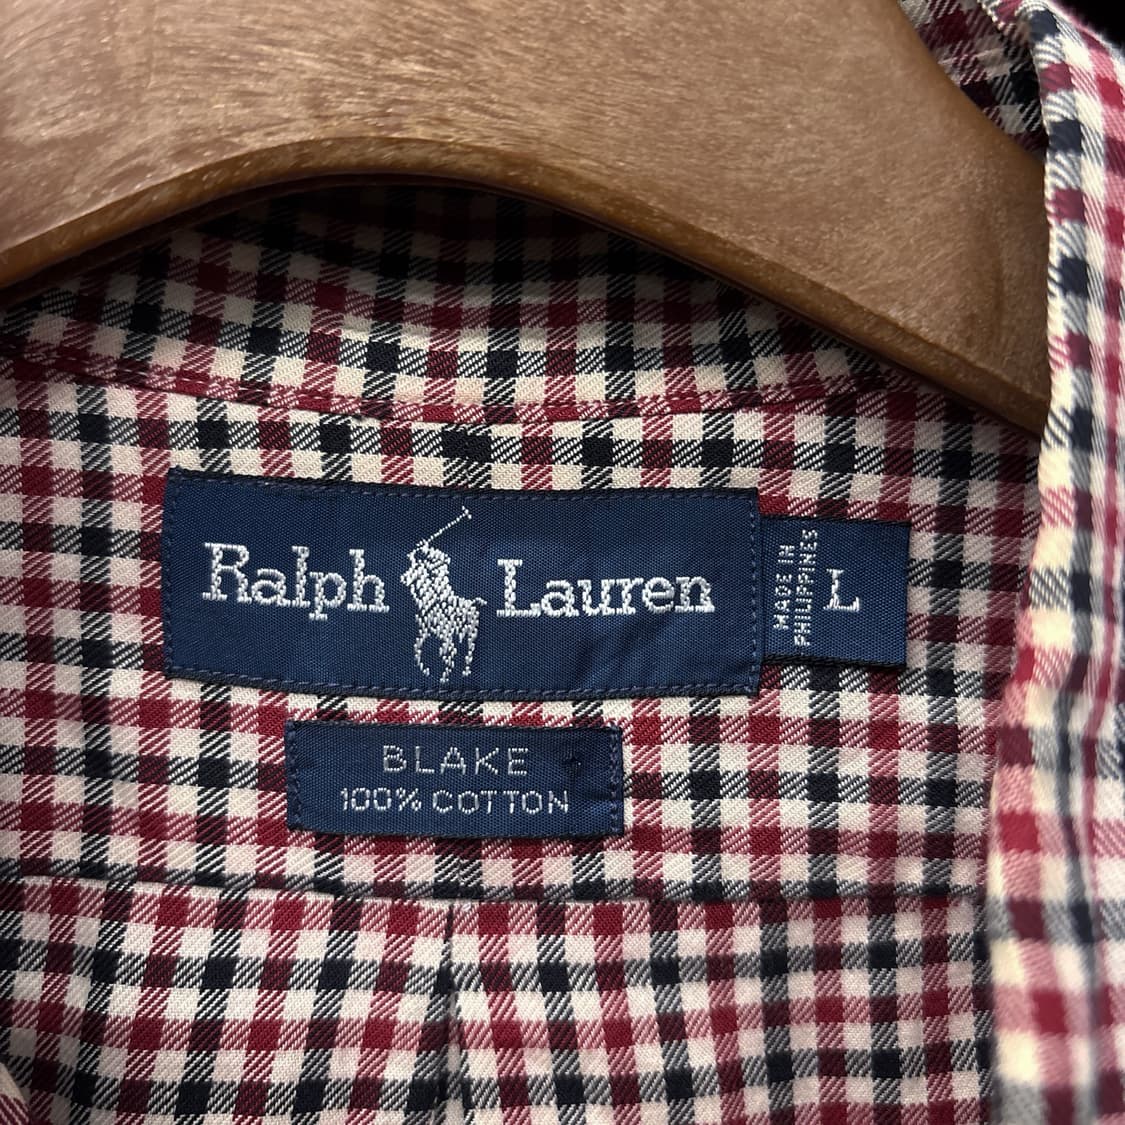 Ralph Lauren
MADE IN
PHILIPPINES
L
BLAKE
100% COTTON